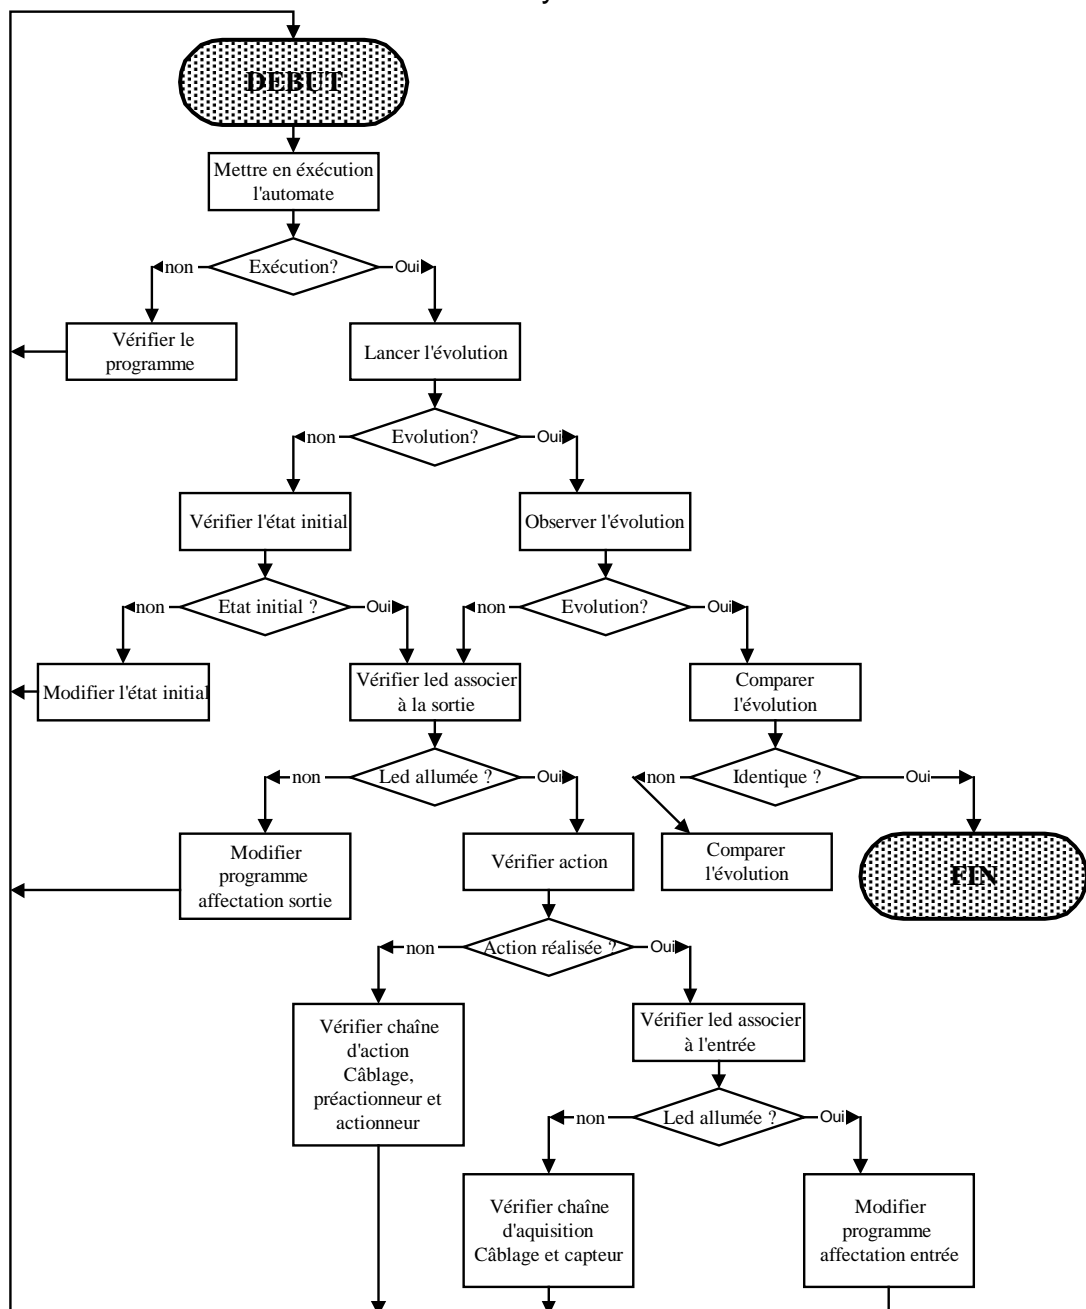 DEBUT
Mettre en éxécution
l'automate
non
Exécution?
Oui
Vérifier le
programme
Lancer l'évolution
non
Evolution?
Oui
Vérifier l'état initial
Observer l'évolution
non
Etat initial ?
Oui
non
Evolution?
Oui
Modifier l'état initial
Vérifier led associer
à la sortie
Comparer
l'évolution
non
Led allumée ?
Oui
non
Identique ?
Oui
Modifier
programme
affectation sortie
Vérifier action
Comparer
l'évolution
FIN
non
Action réalisée ?
Oui
Vérifier chaîne
d'action
Câblage,
préactionneur et
actionneur
Vérifier led associer
à l'entrée
non
Led allumée ?
Oui
Vérifier chaîne
d'aquisition
Câblage et capteur
Modifier
programme
affectation entrée